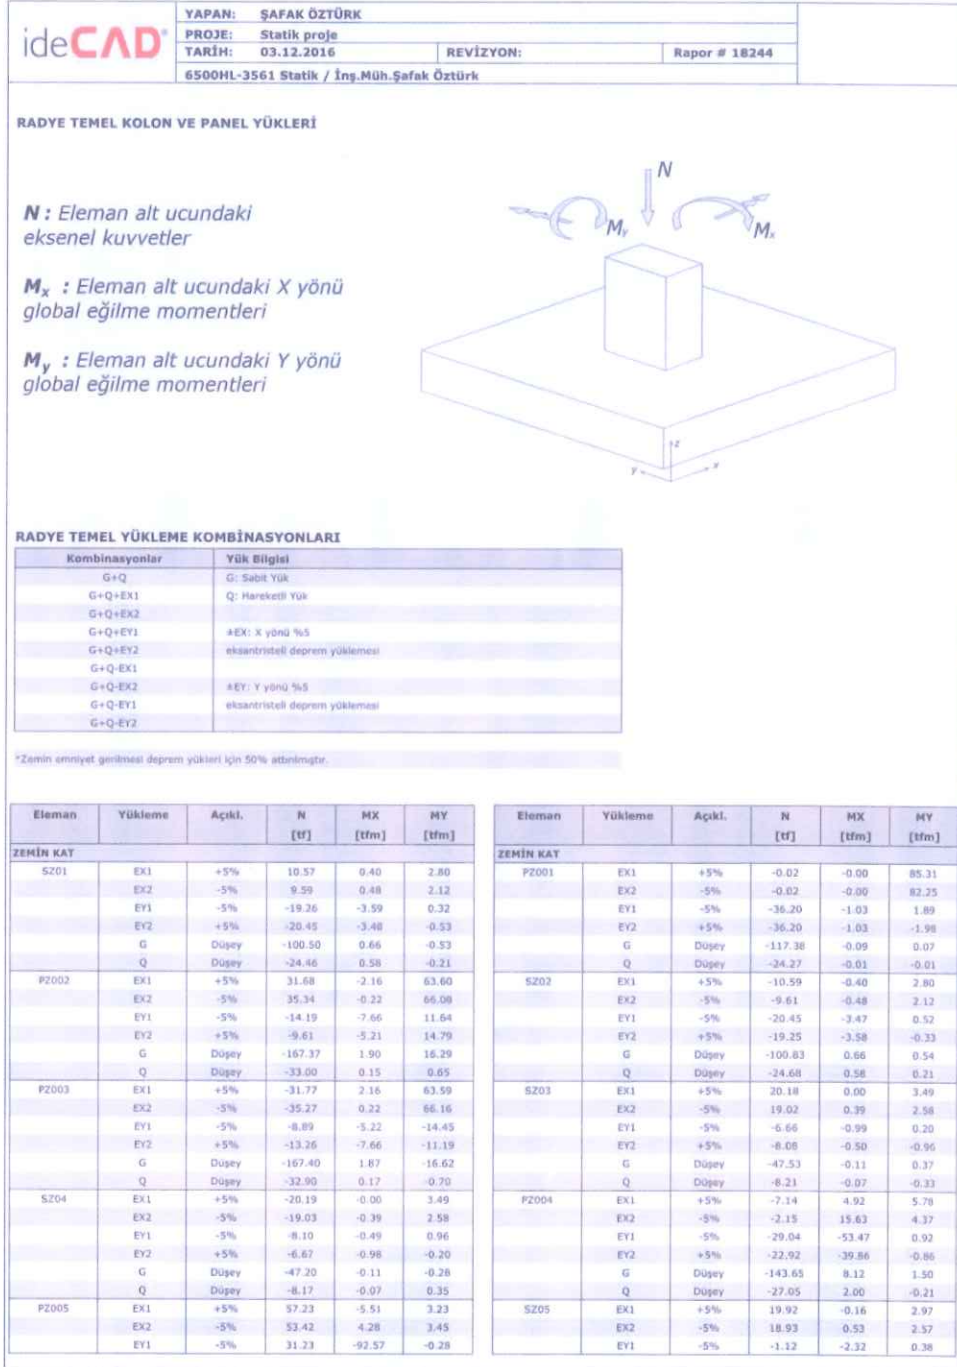 ideCAD®
YAPAN: ŞAFAK ÖZTÜRK
PROJE: Statik proje
TARİH: 03.12.2016 REVİZYON: Rapor # 18244
6500HL-3561 Statik / İnş.Müh.Şafak Öztürk
RADYE TEMEL KOLON VE PANEL YÜKLERİ
N : Eleman alt ucundaki
eksenel kuvvetler
Mx : Eleman alt ucundaki X yönü
global eğilme momentleri
My : Eleman alt ucundaki Y yönü
global eğilme momentleri
N
My
Mx
z
y x
RADYE TEMEL YÜKLEME KOMBİNASYONLARI
Kombinasyonlar Yük Bilgisi
G+Q G: Sabit Yük
G+Q+EX1 Q: Hareketli Yük
G+Q+EX2
G+Q+EY1 ±EX: X yönü %5
G+Q+EY2 eksantristeli deprem yüklemesi
G+Q-EX1
G+Q-EX2 ±EY: Y yönü %5
G+Q-EY1 eksantristeli deprem yüklemesi
G+Q-EY2
*Zemin emniyet gerilmesi deprem yükleri için 50% attırılmıştır.
Eleman Yükleme Açıkl. N MX MY
[tf] [tfm] [tfm]
ZEMİN KAT
SZ01 EX1 +5% 10.57 0.40 2.80
EX2 -5% 9.59 0.48 2.12
EY1 -5% -19.26 -3.59 0.32
EY2 +5% -20.45 -3.48 -0.53
G Düşey -100.50 0.66 -0.53
Q Düşey -24.46 0.58 -0.21
PZ002 EX1 +5% 31.68 -2.16 63.60
EX2 -5% 35.34 -0.22 66.08
EY1 -5% -14.19 -7.66 11.64
EY2 +5% -9.61 -5.21 14.79
G Düşey -167.37 1.90 16.29
Q Düşey -33.00 0.15 0.65
PZ003 EX1 +5% -31.77 2.16 63.59
EX2 -5% -35.27 0.22 66.16
EY1 -5% -8.89 -5.22 -14.45
EY2 +5% -13.26 -7.66 -11.19
G Düşey -167.40 1.87 -16.62
Q Düşey -32.90 0.17 -0.70
SZ04 EX1 +5% -20.19 -0.00 3.49
EX2 -5% -19.03 -0.39 2.58
EY1 -5% -8.10 -0.49 0.96
EY2 +5% -6.67 -0.98 -0.20
G Düşey -47.20 -0.11 -0.28
Q Düşey -8.17 -0.07 0.35
PZ005 EX1 +5% 57.23 -5.51 3.23
EX2 -5% 53.42 4.28 3.45
EY1 -5% 31.23 -92.57 -0.28
Eleman Yükleme Açıkl. N MX MY
[tf] [tfm] [tfm]
ZEMİN KAT
PZ001 EX1 +5% -0.02 -0.00 85.31
EX2 -5% -0.02 -0.00 82.25
EY1 -5% -36.20 -1.03 1.89
EY2 +5% -36.20 -1.03 -1.98
G Düşey -117.38 -0.09 0.07
Q Düşey -24.27 -0.01 -0.01
SZ02 EX1 +5% -10.59 -0.40 2.80
EX2 -5% -9.61 -0.48 2.12
EY1 -5% -20.45 -3.47 0.52
EY2 +5% -19.25 -3.58 -0.33
G Düşey -100.83 0.66 0.54
Q Düşey -24.68 0.58 0.21
SZ03 EX1 +5% 20.18 0.00 3.49
EX2 -5% 19.02 0.39 2.58
EY1 -5% -6.66 -0.99 0.20
EY2 +5% -8.08 -0.50 -0.96
G Düşey -47.53 -0.11 0.37
Q Düşey -8.21 -0.07 -0.33
PZ004 EX1 +5% -7.14 4.92 5.78
EX2 -5% -2.15 15.63 4.37
EY1 -5% -29.04 -53.47 0.92
EY2 +5% -22.92 -39.86 -0.86
G Düşey -143.65 8.12 1.50
Q Düşey -27.05 2.00 -0.21
SZ05 EX1 +5% 19.92 -0.16 2.97
EX2 -5% 18.93 0.53 2.57
EY1 -5% -1.12 -2.32 0.38